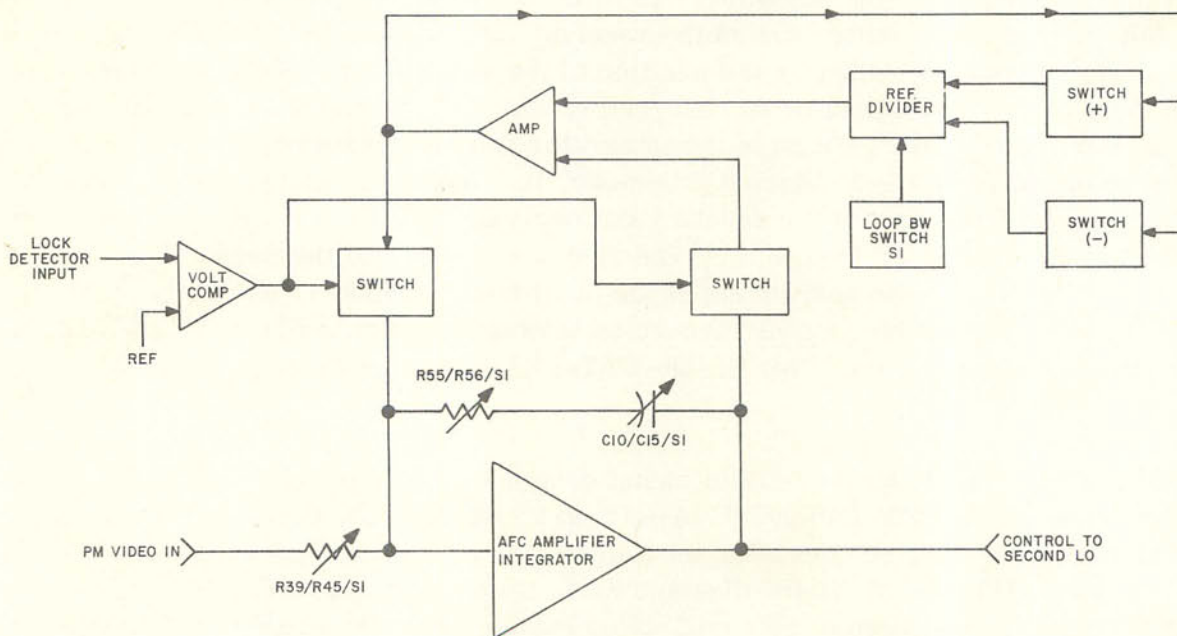 AMP
REF.
DIVIDER
SWITCH
(+)
LOOP BW
SWITCH
S1
SWITCH
(-)
LOCK
DETECTOR
INPUT
VOLT
COMP
REF
SWITCH
SWITCH
R55/R56/S1
C10/C15/S1
PM VIDEO IN
R39/R45/S1
AFC AMPLIFIER
INTEGRATOR
CONTROL TO
SECOND LO